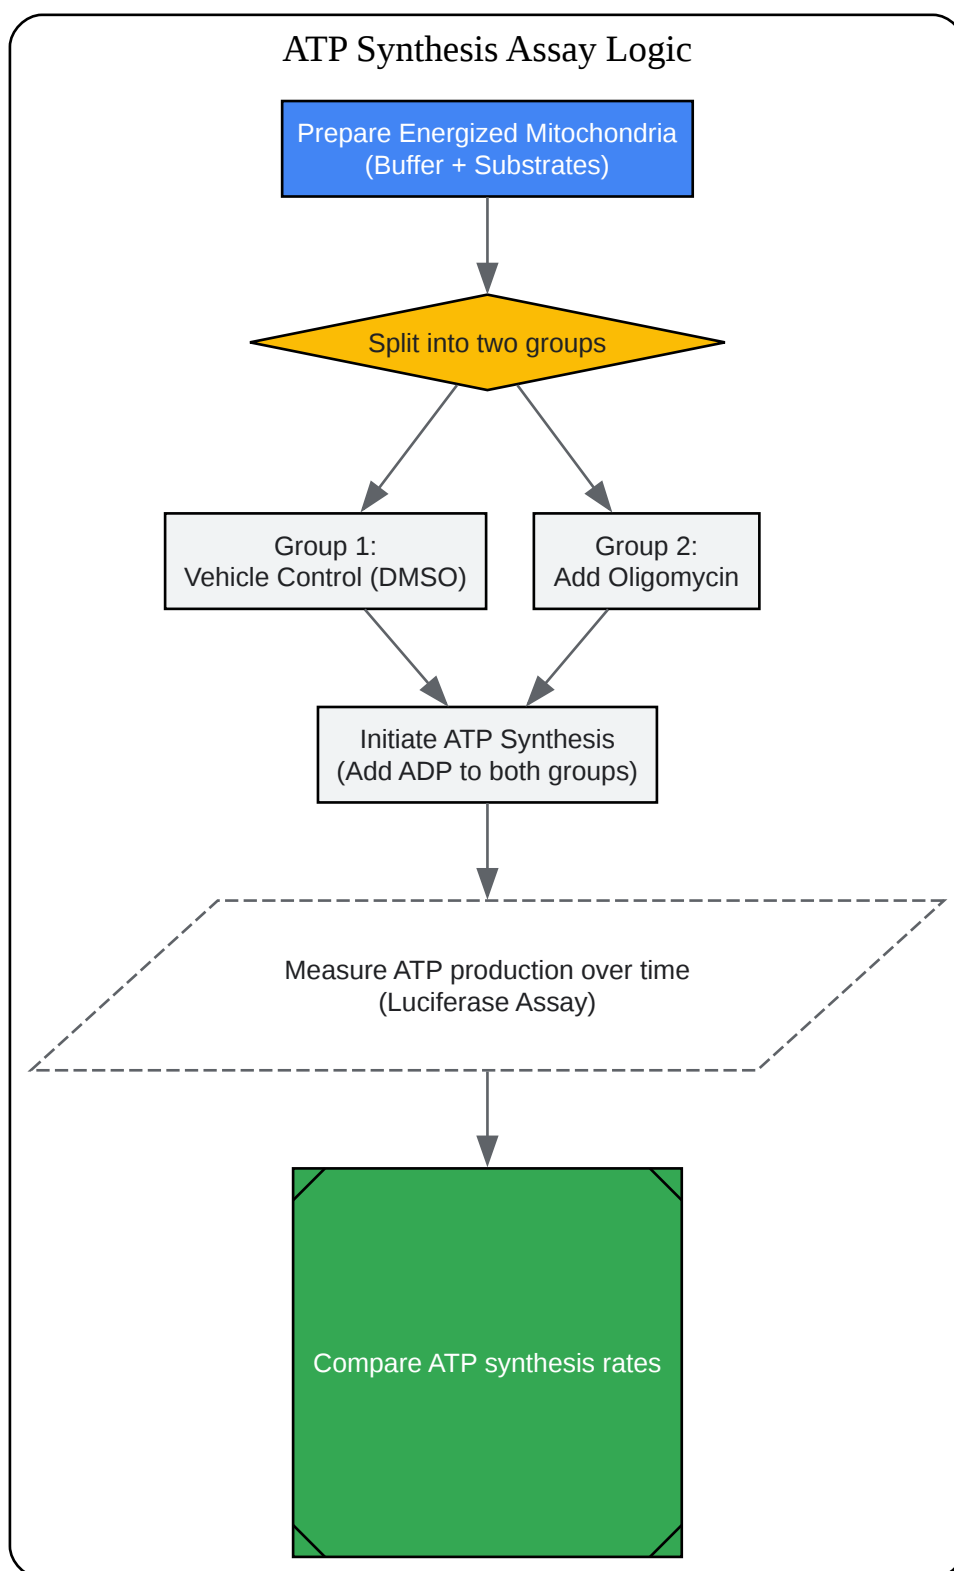 ATP Synthesis Assay Logic
Prepare Energized Mitochondria
(Buffer + Substrates)
Split into two groups
Group 1:
Vehicle Control (DMSO)
Group 2:
Add Oligomycin
Initiate ATP Synthesis
(Add ADP to both groups)
Measure ATP production over time
(Luciferase Assay)
Compare ATP synthesis rates